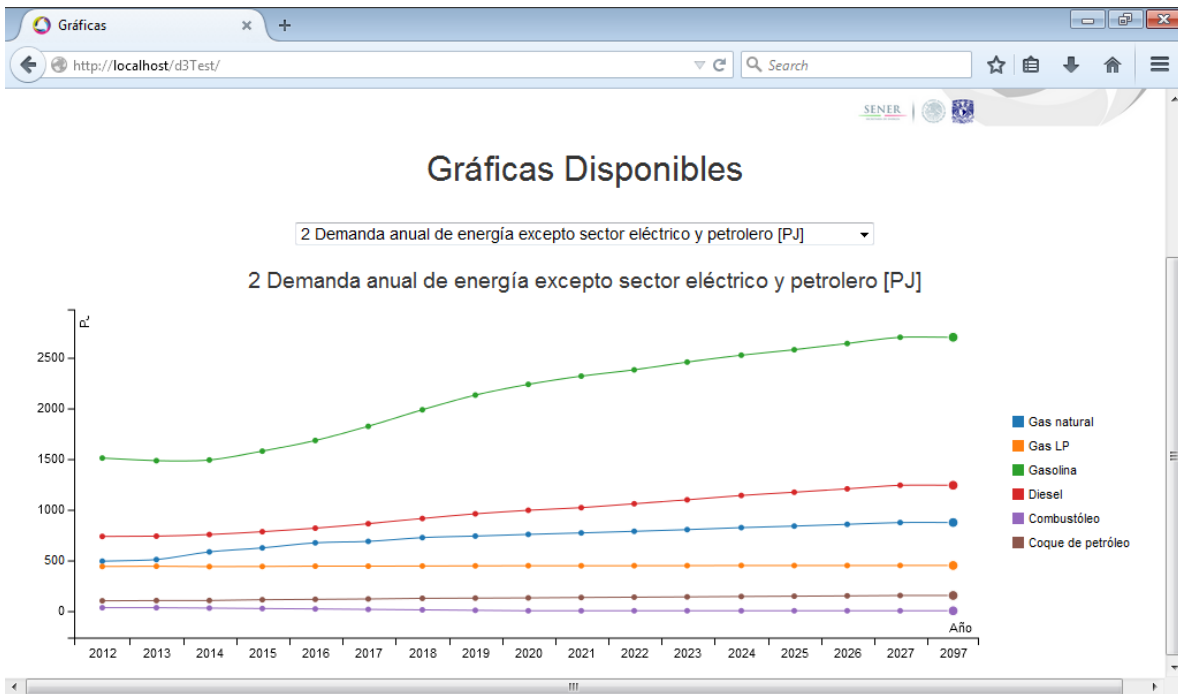 Gráficas
http://localhost/d3Test/
Search
SENER
Gráficas Disponibles
2 Demanda anual de energía excepto sector eléctrico y petrolero [PJ]
2 Demanda anual de energía excepto sector eléctrico y petrolero [PJ]
2500
2000
1500
1000
500
0
Gas natural
Gas LP
Gasolina
Diesel
Combustóleo
Coque de petróleo
Año
2012 2013 2014 2015 2016 2017 2018 2019 2020 2021 2022 2023 2024 2025 2026 2027 2097